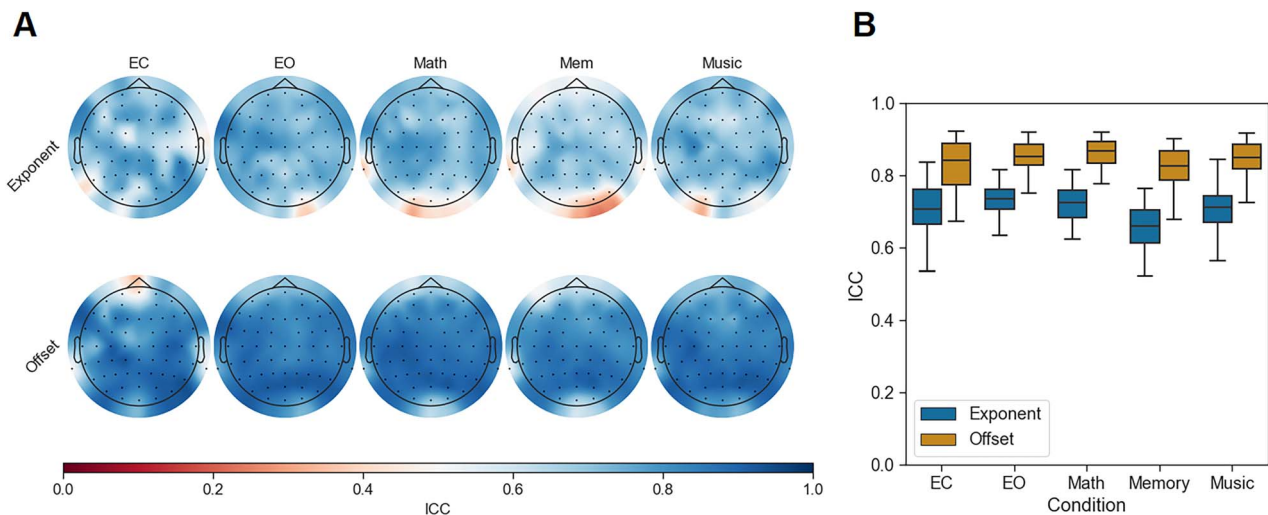 A
EC EO Math Mem Music
Exponent
Offset
0.0 0.2 0.4 0.6 0.8 1.0
ICC
B
1.0
0.8
0.6
0.4
0.2
0.0
ICC
Exponent
Offset
EC EO Math Memory Music
Condition